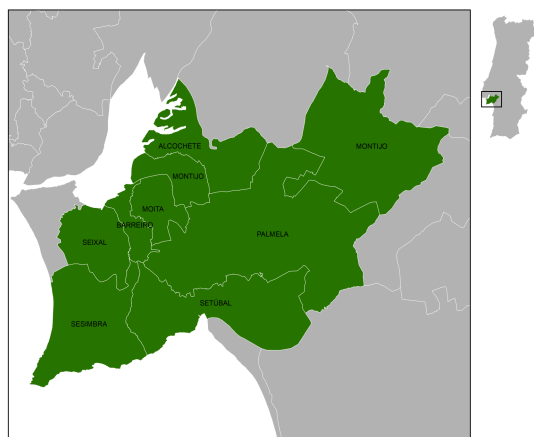 ALCOCHETE
MONTIJO
MONTIJO
MOITA
BARREIRO
PALMELA
SEIXAL
SETÚBAL
SESIMBRA